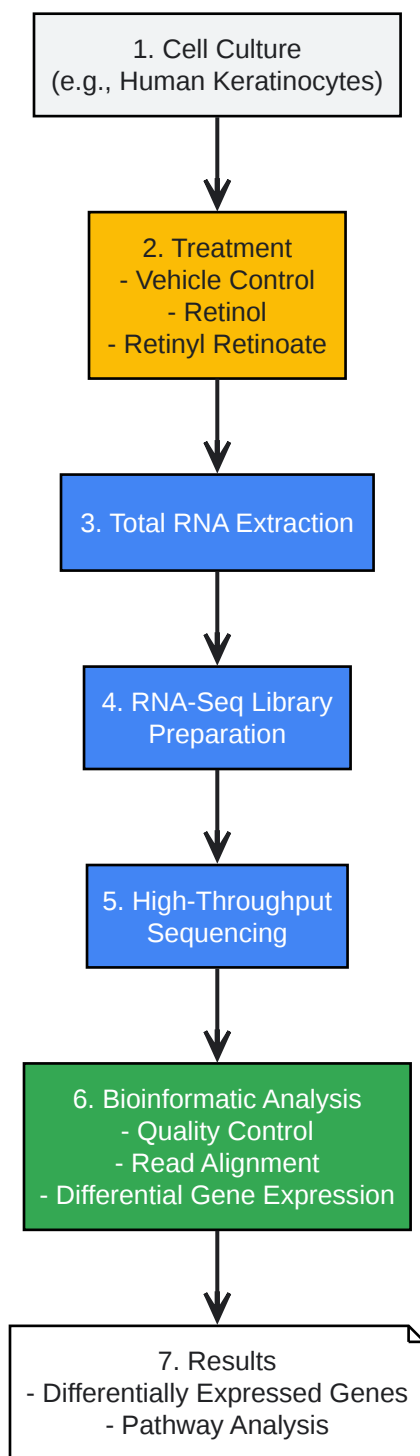 1. Cell Culture
(e.g., Human Keratinocytes)
2. Treatment
- Vehicle Control
- Retinol
- Retinyl Retinoate
3. Total RNA Extraction
4. RNA-Seq Library
Preparation
5. High-Throughput
Sequencing
6. Bioinformatic Analysis
- Quality Control
- Read Alignment
- Differential Gene Expression
7. Results
- Differentially Expressed Genes
- Pathway Analysis